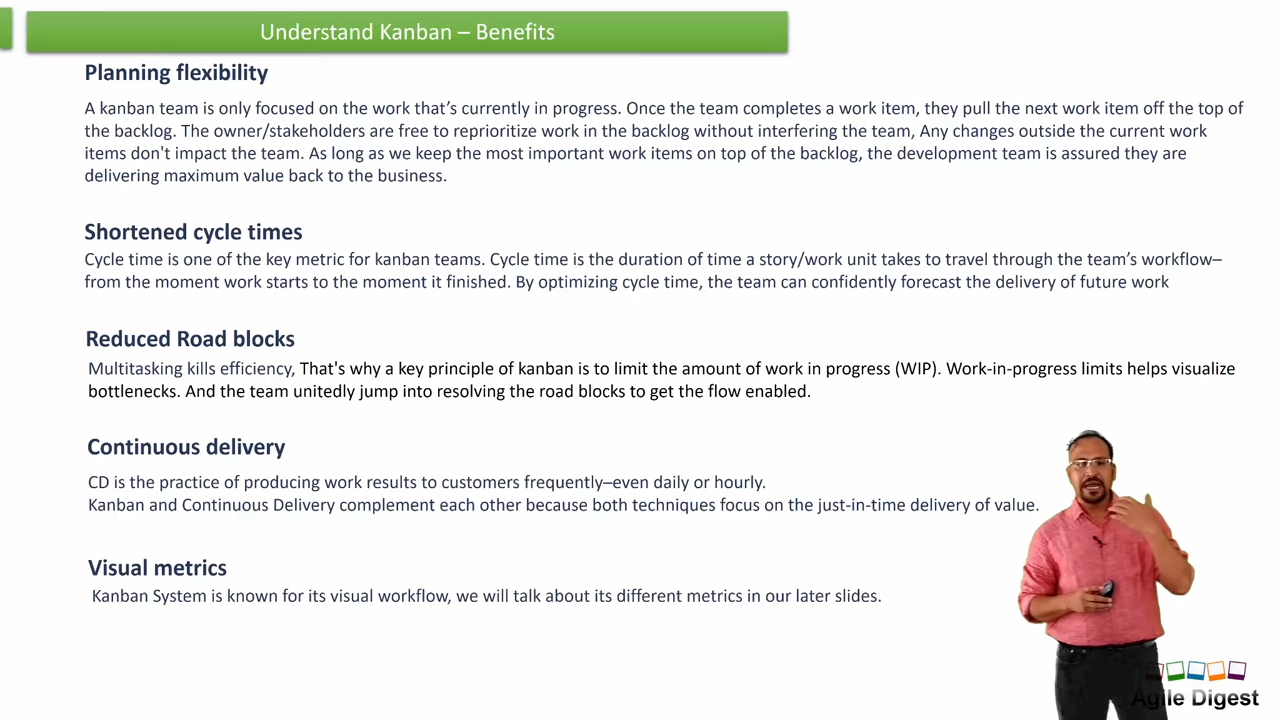 Understand Kanban – Benefits
Planning flexibility
A kanban team is only focused on the work that’s currently in progress. Once the team completes a work item, they pull the next work item off the top of
the backlog. The owner/stakeholders are free to reprioritize work in the backlog without interfering the team, Any changes outside the current work
items don't impact the team. As long as we keep the most important work items on top of the backlog, the development team is assured they are
delivering maximum value back to the business.
Shortened cycle times
Cycle time is one of the key metric for kanban teams. Cycle time is the duration of time a story/work unit takes to travel through the team’s workflow–
from the moment work starts to the moment it finished. By optimizing cycle time, the team can confidently forecast the delivery of future work
Reduced Road blocks
Multitasking kills efficiency, That's why a key principle of kanban is to limit the amount of work in progress (WIP). Work-in-progress limits helps visualize
bottlenecks. And the team unitedly jump into resolving the road blocks to get the flow enabled.
Continuous delivery
CD is the practice of producing work results to customers frequently–even daily or hourly.
Kanban and Continuous Delivery complement each other because both techniques focus on the just-in-time delivery of value.
Visual metrics
Kanban System is known for its visual workflow, we will talk about its different metrics in our later slides.
Agile Digest